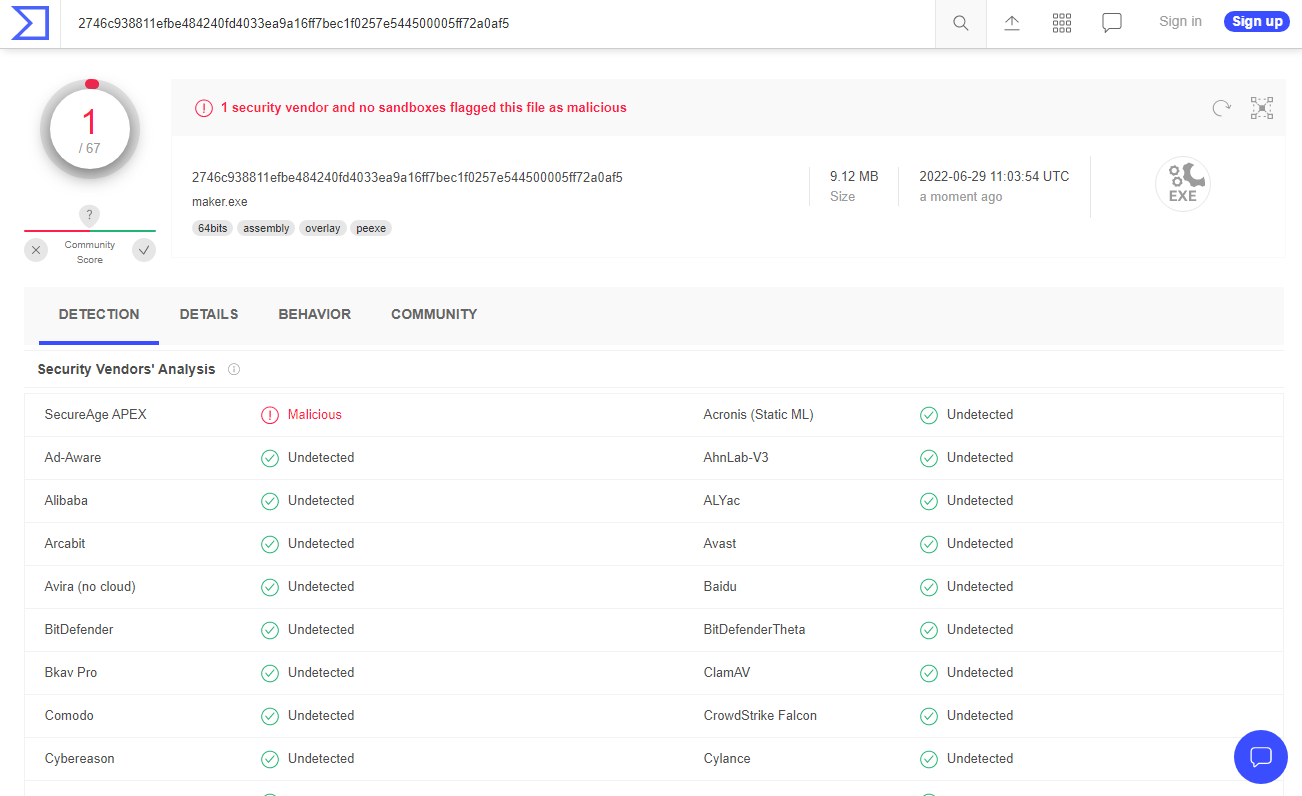 2746c938811efbe484240fd4033ea9a16ff7bec1f0257e544500005ff72a0af5
Sign in
Sign up
1
/ 67
?
Community
Score
1 security vendor and no sandboxes flagged this file as malicious
2746c938811efbe484240fd4033ea9a16ff7bec1f0257e544500005ff72a0af5
maker.exe
64bits assembly overlay peexe
9.12 MB
Size
2022-06-29 11:03:54 UTC
a moment ago
EXE
DETECTION DETAILS BEHAVIOR COMMUNITY
Security Vendors' Analysis
SecureAge APEX Malicious Acronis (Static ML) Undetected
Ad-Aware Undetected AhnLab-V3 Undetected
Alibaba Undetected ALYac Undetected
Arcabit Undetected Avast Undetected
Avira (no cloud) Undetected Baidu Undetected
BitDefender Undetected BitDefenderTheta Undetected
Bkav Pro Undetected ClamAV Undetected
Comodo Undetected CrowdStrike Falcon Undetected
Cybereason Undetected Cylance Undetected